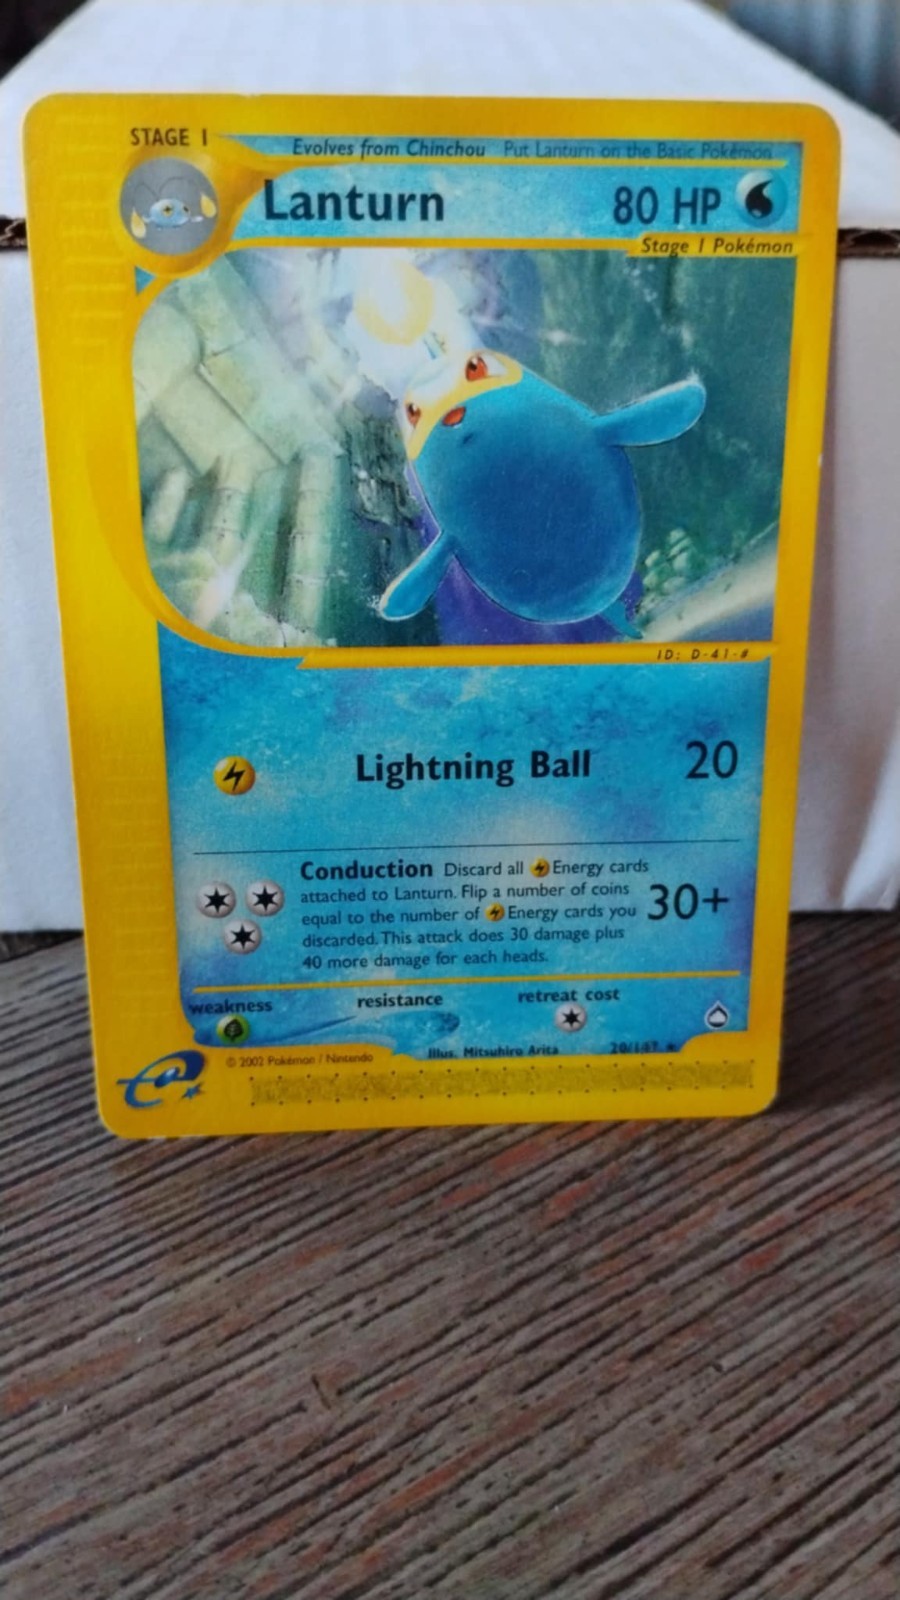 STAGE 1
Evolves from Chinchou Put Lanturn on the Basic Pokémon
Lanturn 80 HP
Stage 1 Pokémon
ID: D-41-#
Lightning Ball 20
Conduction Discard all Energy cards
attached to Lanturn. Flip a number of coins
equal to the number of Energy cards you
discarded. This attack does 30 damage plus
40 more damage for each heads.
30+
weakness resistance retreat cost
© 2002 Pokémon / Nintendo Illus. Mitsuhiro Arita 20/147 ★
e